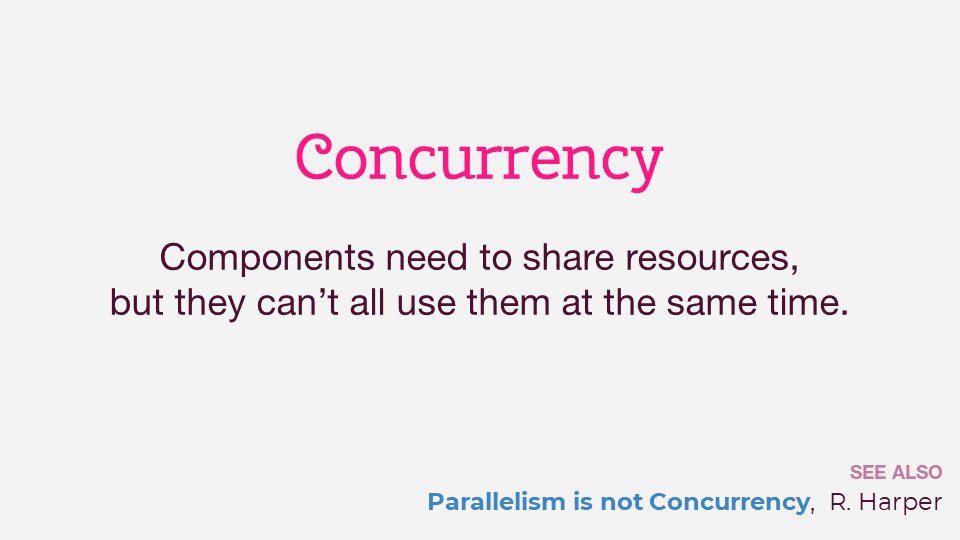 Concurrency
Components need to share resources,
but they can’t all use them at the same time.
SEE ALSO
Parallelism is not Concurrency, R. Harper